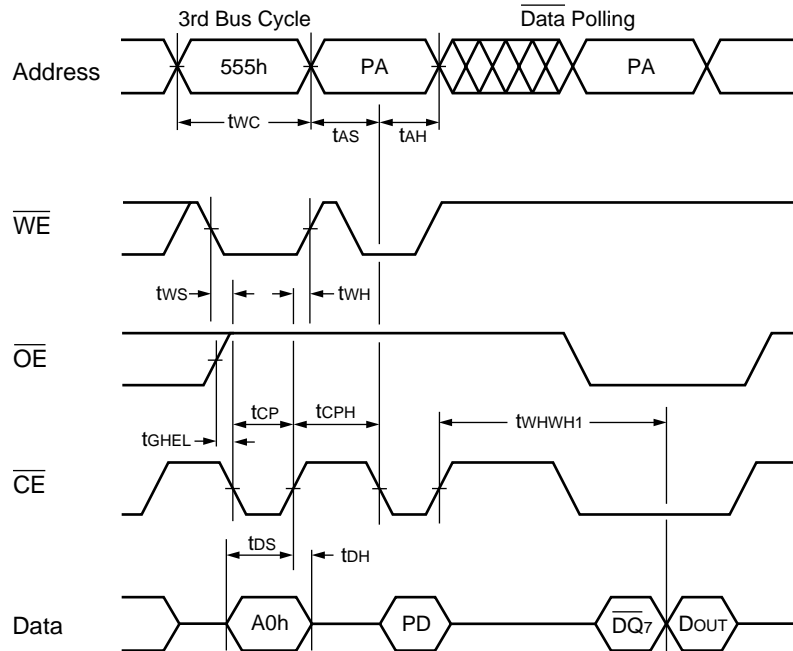 3rd Bus Cycle Data Polling
Address 555h PA PA
tWC tAS tAH
WE
tWS tWH
OE
tCP tCPH tWHWH1
tGHEL
CE
tDS tDH
Data A0h PD DQ7 DOUT